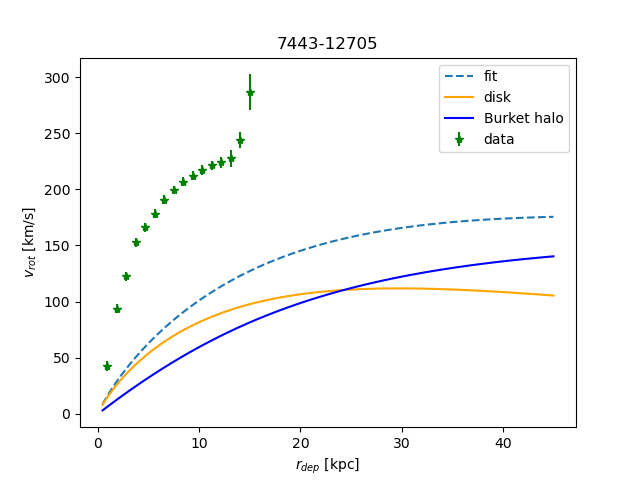 7443-12705
fit
disk
Burket halo
data
300
250
200
150
100
50
0
v_rot [km/s]
0 10 20 30 40
r_dep [kpc]